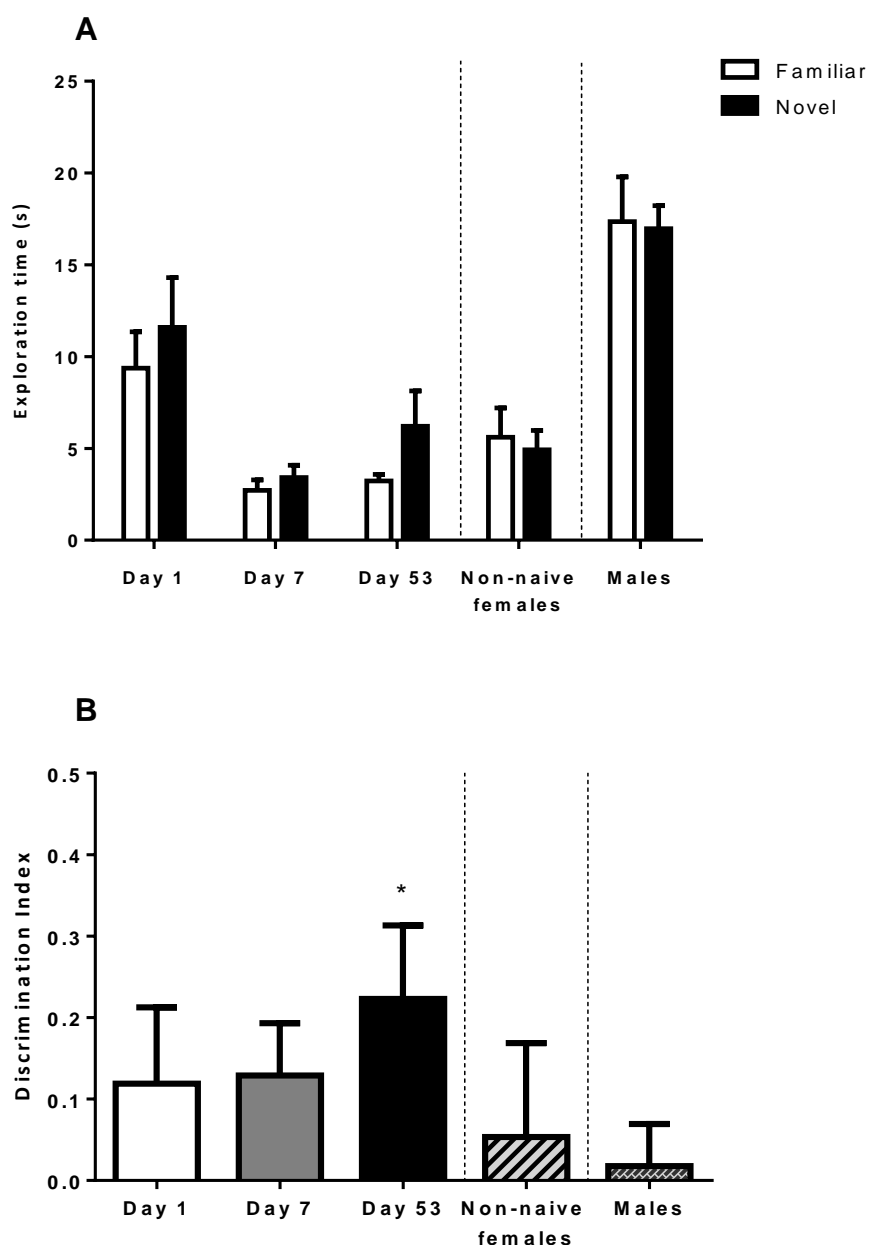 A
Familiar
Novel
25
20
15
10
5
0
Exploration time (s)
Day 1 Day 7 Day 53 Non-naive females Males
B
0.5
0.4
0.3
0.2
0.1
0.0
Discrimination Index
*
Day 1 Day 7 Day 53 Non-naive females Males